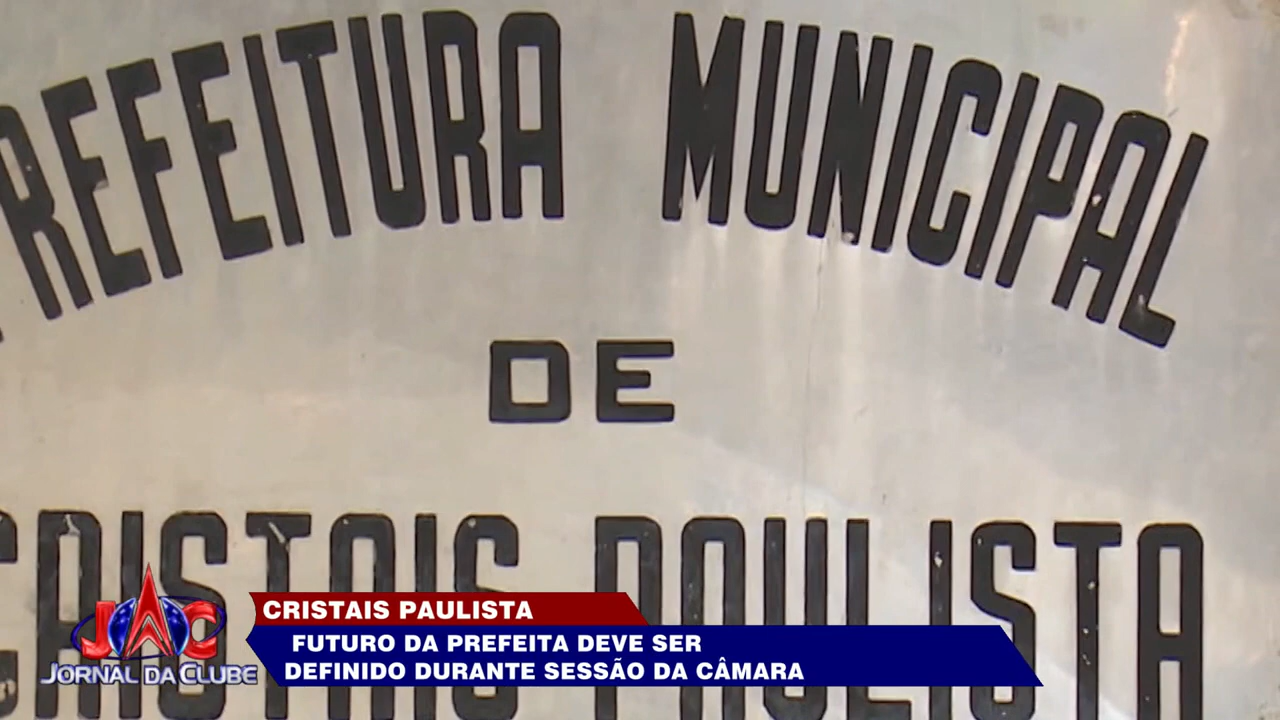 PREFEITURA MUNICIPAL
DE
CRISTAIS PAULISTA
JAC
JORNAL DA CLUBE
CRISTAIS PAULISTA
FUTURO DA PREFEITA DEVE SER
DEFINIDO DURANTE SESSÃO DA CÂMARA